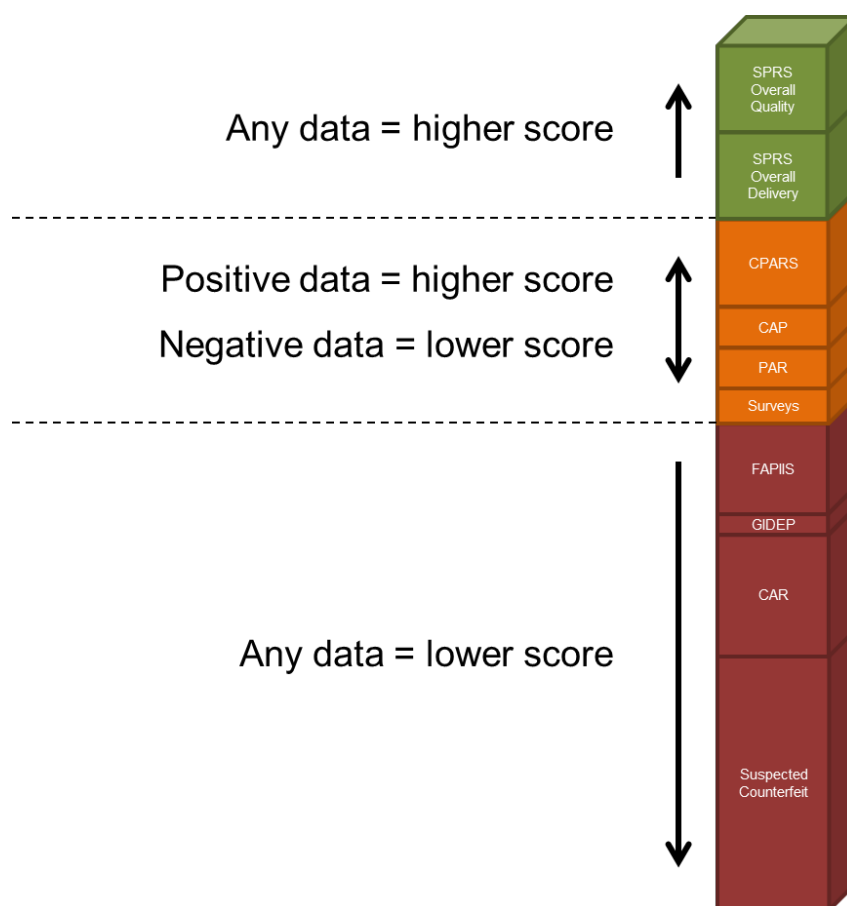 SPRS
Overall
Quality
Any data = higher score
SPRS
Overall
Delivery
CPARS
Positive data = higher score
CAP
Negative data = lower score
PAR
Surveys
FAPIIS
GIDEP
CAR
Any data = lower score
Suspected
Counterfeit